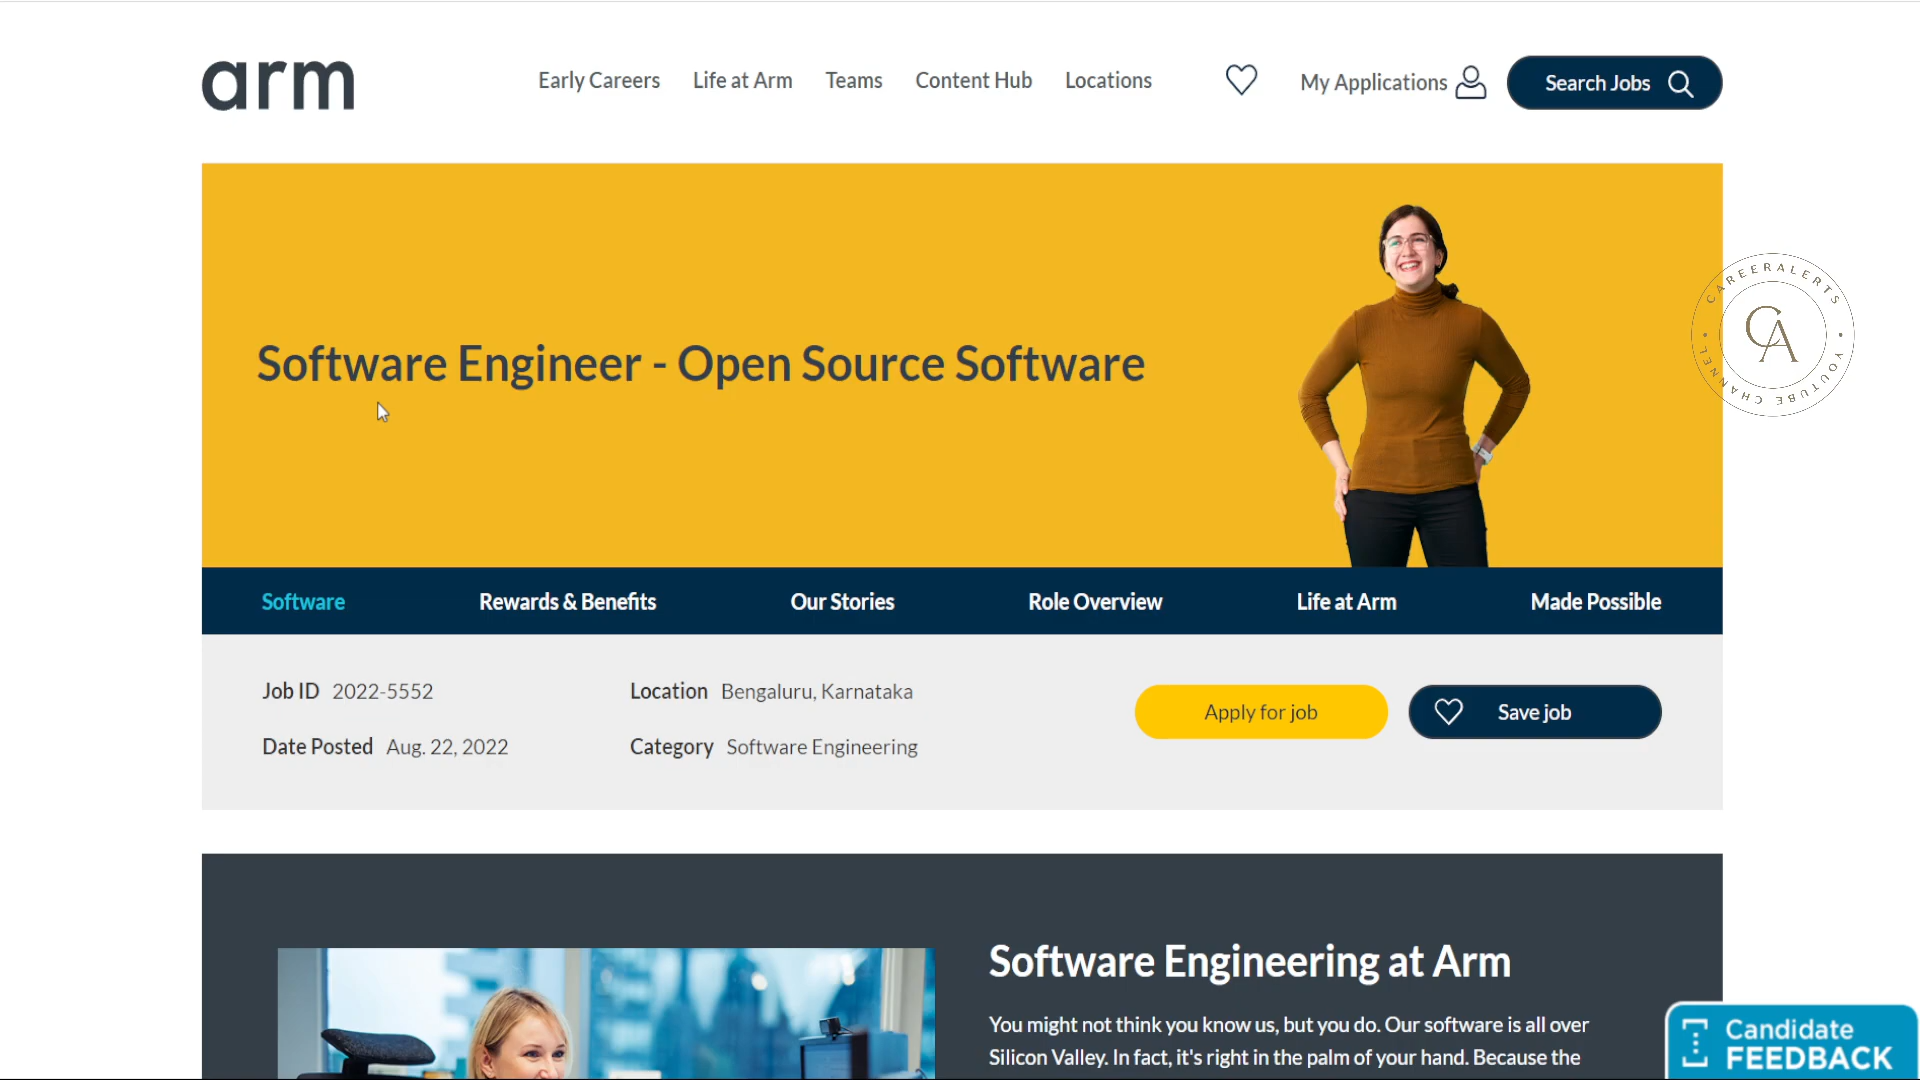 arm
Early Careers Life at Arm Teams Content Hub Locations My Applications Search Jobs
CAREERALERTS • YOUTUBE CHANNEL •
CA
Software Engineer - Open Source Software
Software Rewards & Benefits Our Stories Role Overview Life at Arm Made Possible
Job ID 2022-5552 Location Bengaluru, Karnataka
Apply for job Save job
Date Posted Aug. 22, 2022 Category Software Engineering
Software Engineering at Arm
You might not think you know us, but you do. Our software is all over
Silicon Valley. In fact, it's right in the palm of your hand. Because the
Candidate
FEEDBACK